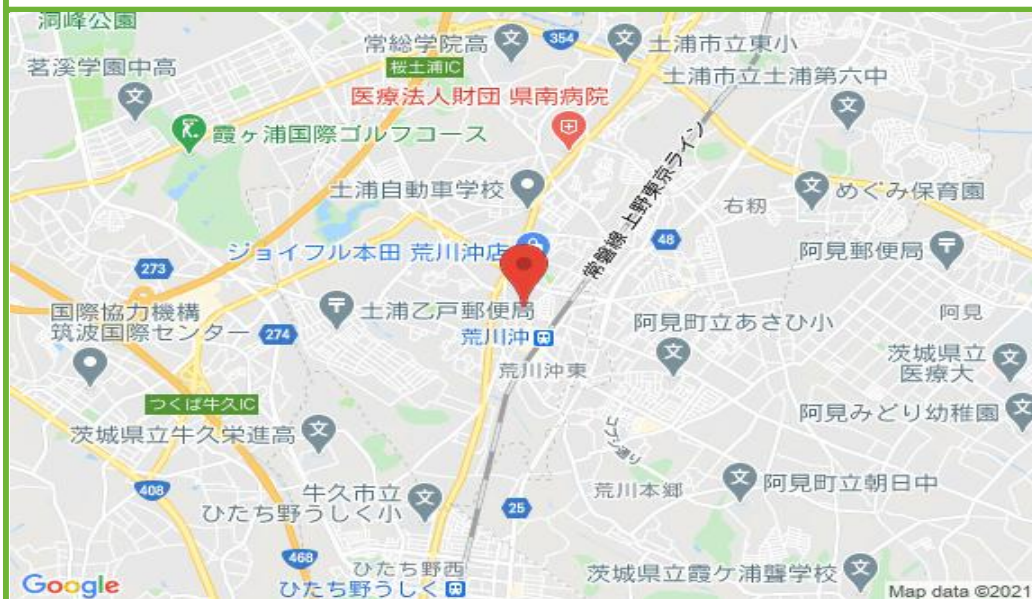 洞峰公園
常総学院高
354
土浦市立東小
茗溪学園中高
桜土浦IC
土浦市立土浦第六中
医療法人財団 県南病院
霞ヶ浦国際ゴルフコース
常磐線 上野東京ライン
土浦自動車学校
めぐみ保育園
右籾
48
ジョイフル本田 荒川沖店
阿見郵便局
273
国際協力機構
筑波国際センター
土浦乙戸郵便局
阿見
274
荒川沖
阿見町立あさひ小
荒川沖東
茨城県立
医療大
つくば牛久IC
阿見みどり幼稚園
茨城県立牛久栄進高
コブシ通り
408
牛久市立
ひたち野うしく小
荒川本郷
阿見町立朝日中
25
468
ひたち野西
ひたち野うしく
茨城県立霞ケ浦聾学校
Google
Map data ©2021